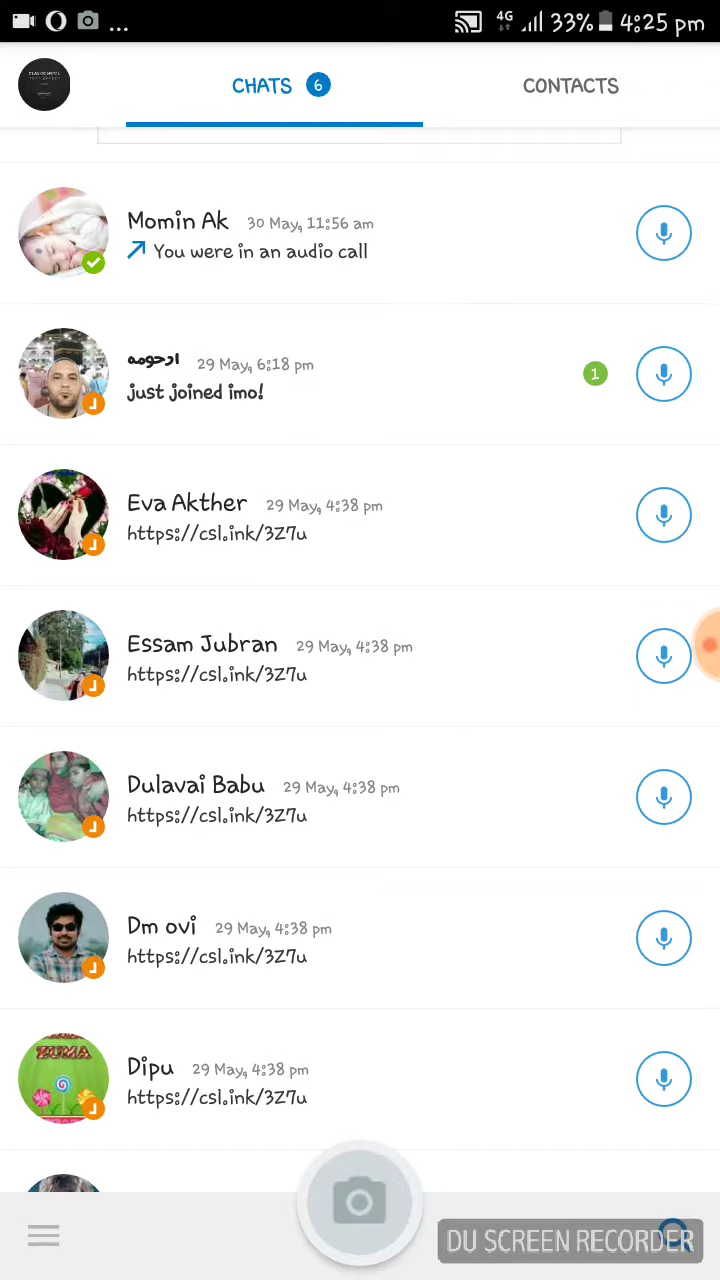 4G 33% 4:25 pm
CHATS 6 CONTACTS
Momin Ak 30 May, 11:56 am
You were in an audio call
ارحومه 29 May, 6:18 pm
just joined imo!
1
Eva Akther 29 May, 4:38 pm
https://csl.ink/3Z7u
Essam Jubran 29 May, 4:38 pm
https://csl.ink/3Z7u
Dulavai Babu 29 May, 4:38 pm
https://csl.ink/3Z7u
Dm ovi 29 May, 4:38 pm
https://csl.ink/3Z7u
ZUMA
Dipu 29 May, 4:38 pm
https://csl.ink/3Z7u
DU SCREEN RECORDER